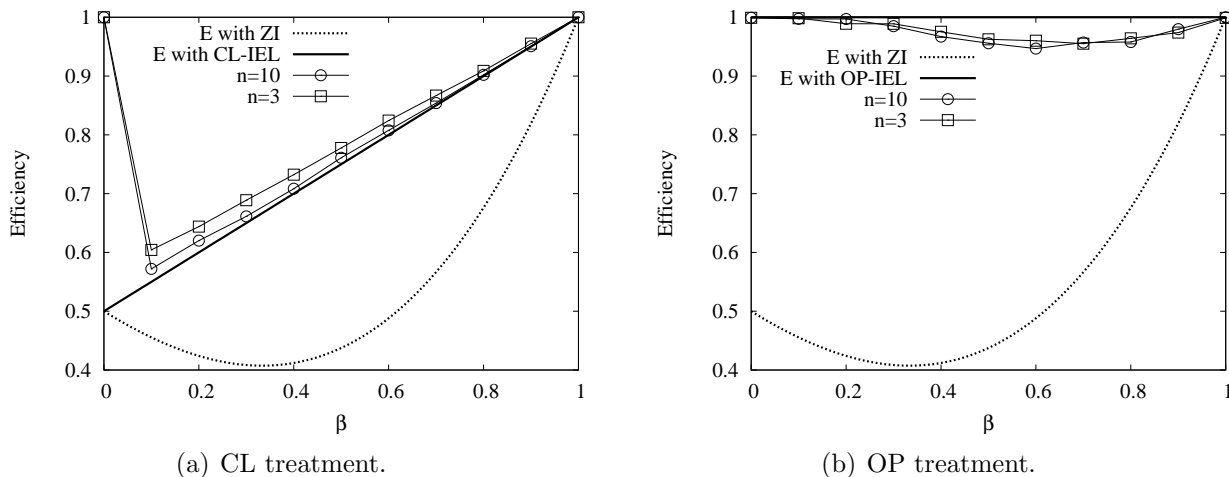 1
0.9
0.8
0.7
0.6
0.5
0.4
Efficiency
E with ZI
E with CL-IEL
n=10
n=3
0 0.2 0.4 0.6 0.8 1
β
(a) CL treatment.
1
0.9
0.8
0.7
0.6
0.5
0.4
Efficiency
E with ZI
E with OP-IEL
n=10
n=3
0 0.2 0.4 0.6 0.8 1
β
(b) OP treatment.